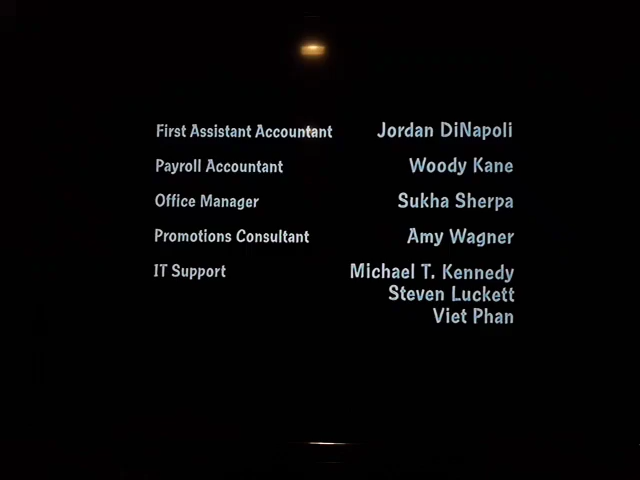 First Assistant Accountant Jordan DiNapoli
Payroll Accountant Woody Kane
Office Manager Sukha Sherpa
Promotions Consultant Amy Wagner
IT Support Michael T. Kennedy
Steven Luckett
Viet Phan